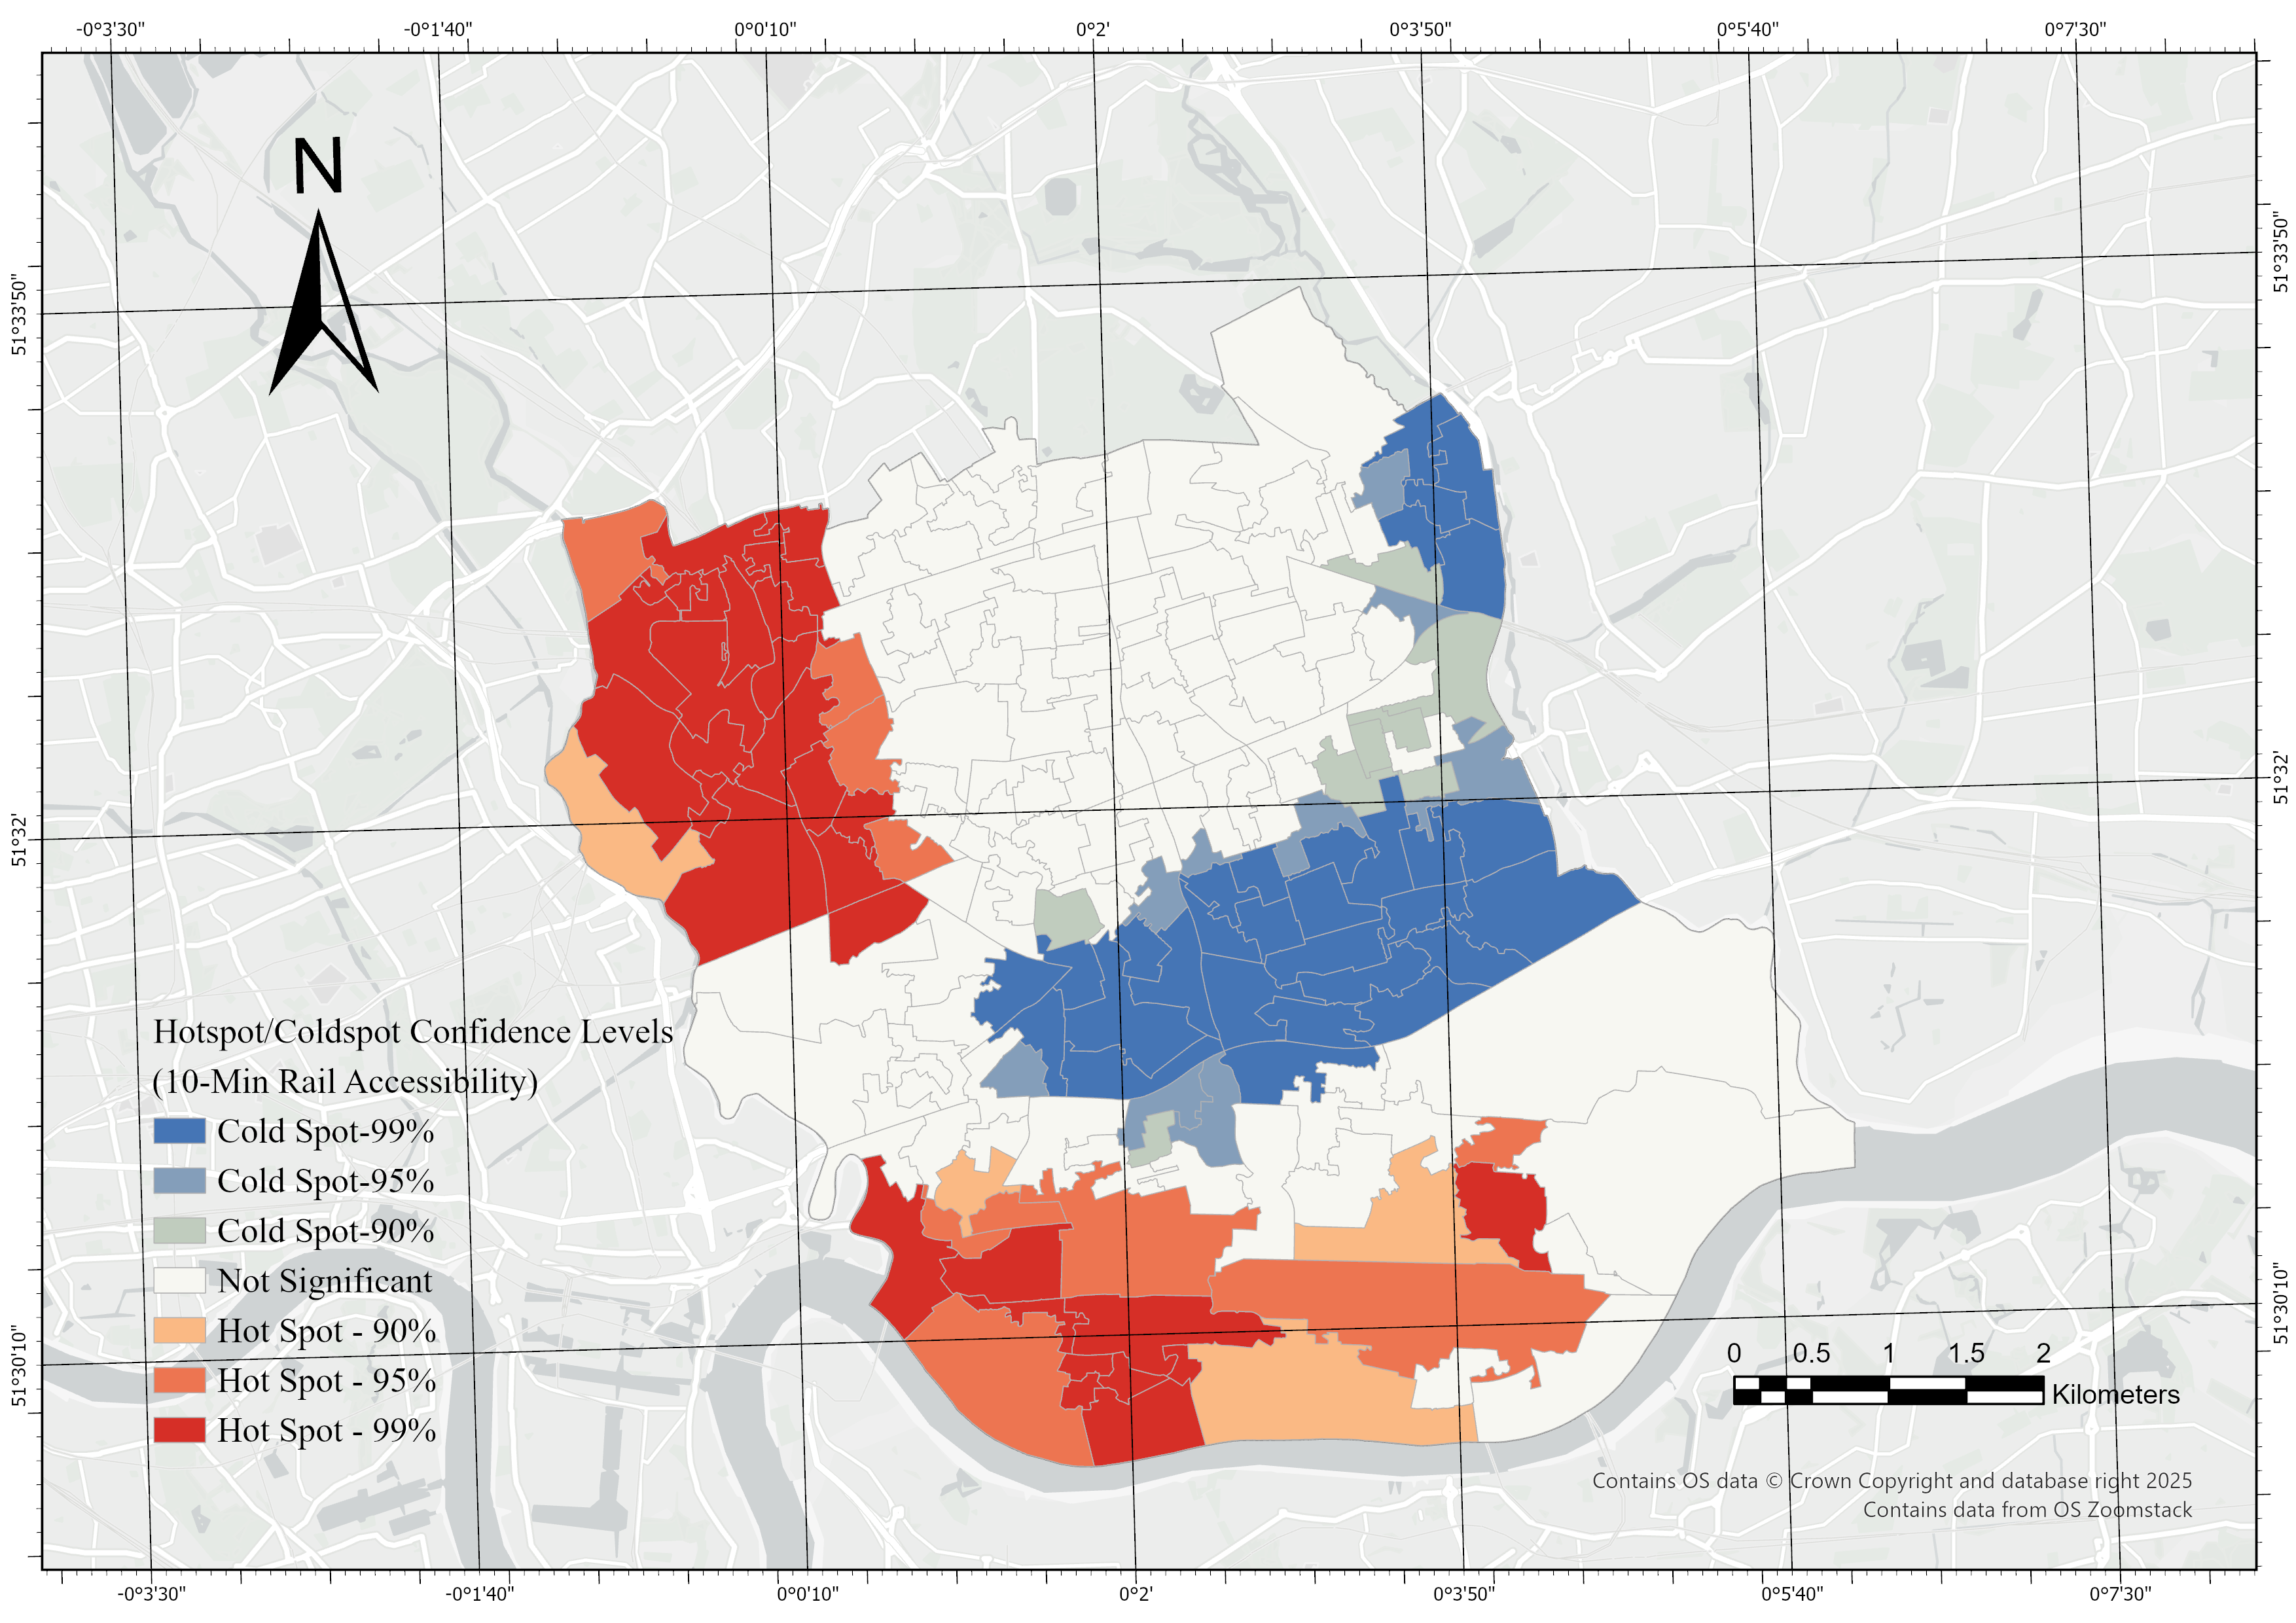 -0°3'30" -0°1'40" 0°0'10" 0°2' 0°3'50" 0°5'40" 0°7'30"
51°33'50" 51°33'50"
N
51°32' 51°32'
Hotspot/Coldspot Confidence Levels
(10-Min Rail Accessibility)
Cold Spot-99%
Cold Spot-95%
Cold Spot-90%
Not Significant
Hot Spot - 90%
Hot Spot - 95%
Hot Spot - 99%
51°30'10" 51°30'10"
0 0.5 1 1.5 2
Kilometers
Contains OS data © Crown Copyright and database right 2025
Contains data from OS Zoomstack
-0°3'30" -0°1'40" 0°0'10" 0°2' 0°3'50" 0°5'40" 0°7'30"